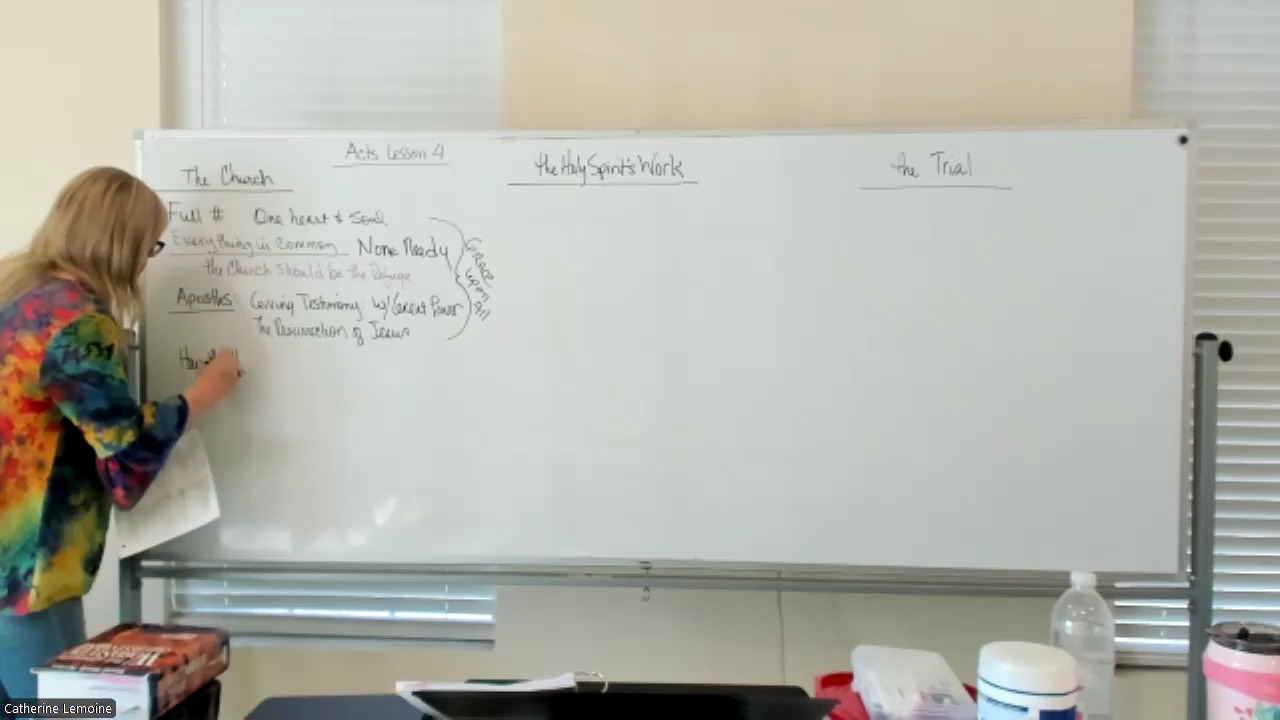 Acts Lesson 4
The Church
Full # One heart & Soul
Everything in Common None Needy
the Church should be the Refuge
Apostles Giving Testimony w/Great Power
The Resurrection of Jesus
Grace upon All
the Holy Spirit's Work
the Trial
Catherine Lemoine